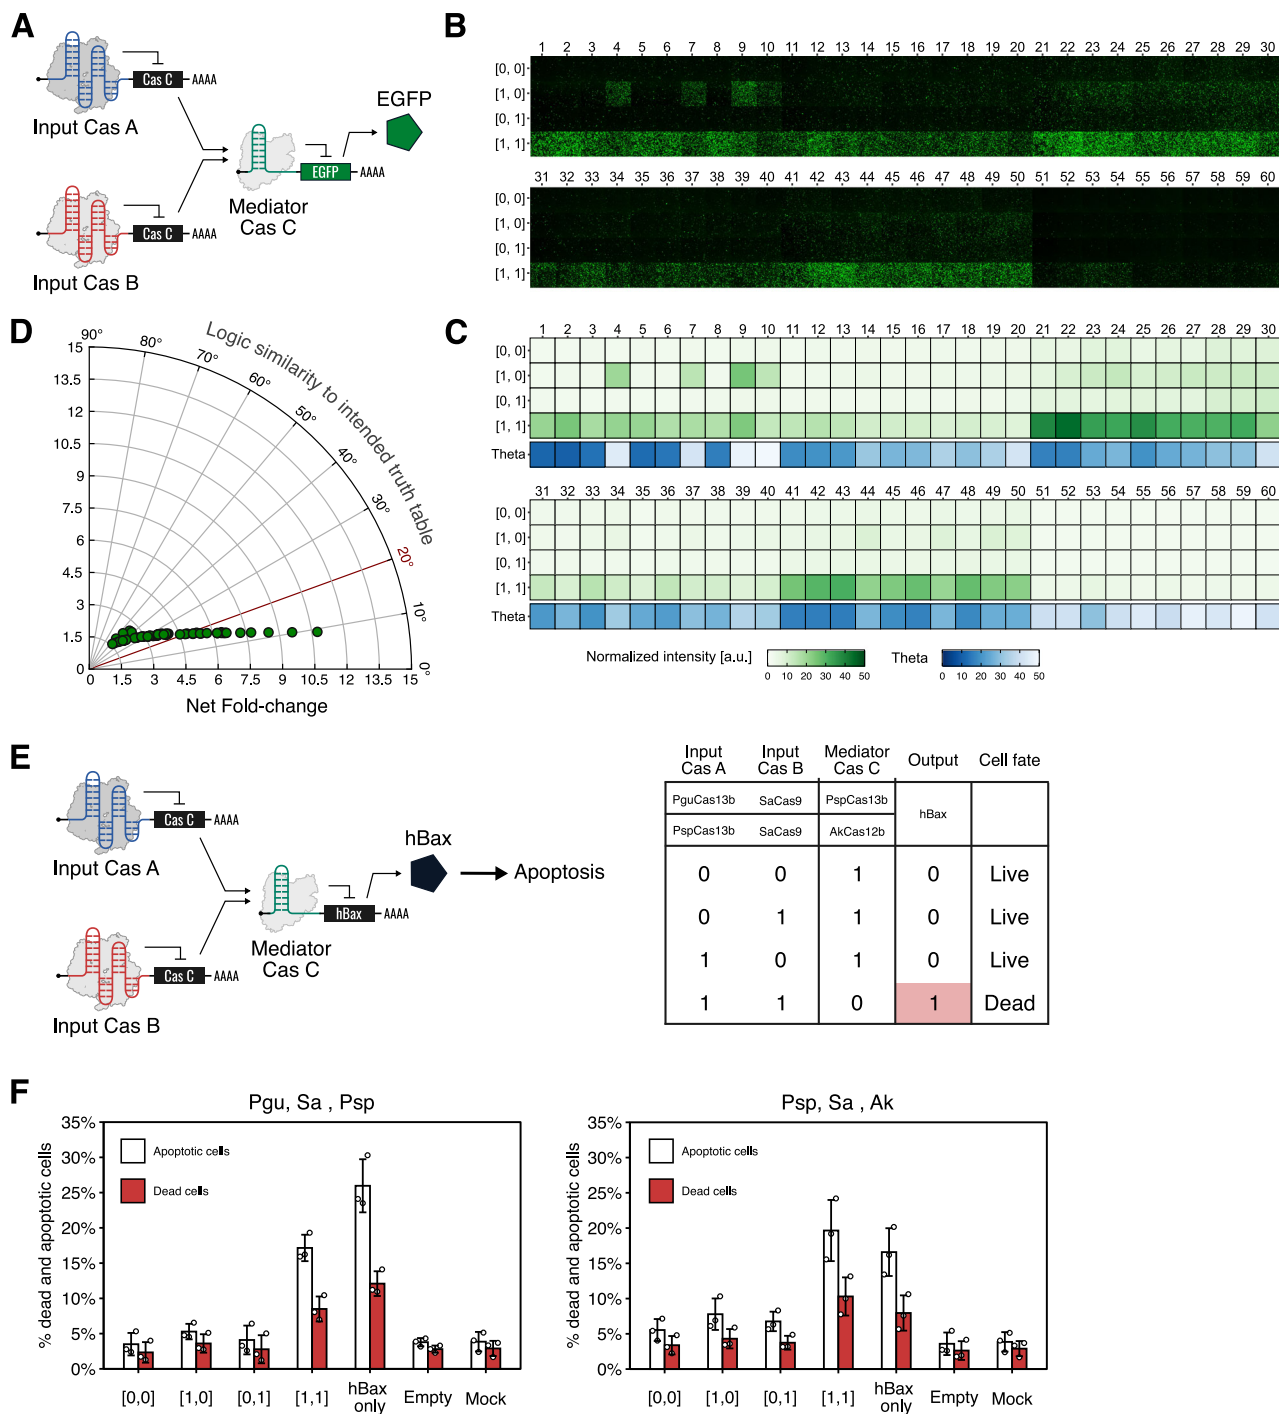 A
Cas C
AAAA
Input Cas A
EGFP
EGFP
AAAA
Mediator
Cas C
Cas C
AAAA
Input Cas B
B
1 2 3 4 5 6 7 8 9 10 11 12 13 14 15 16 17 18 19 20 21 22 23 24 25 26 27 28 29 30
[0, 0]
[1, 0]
[0, 1]
[1, 1]
31 32 33 34 35 36 37 38 39 40 41 42 43 44 45 46 47 48 49 50 51 52 53 54 55 56 57 58 59 60
[0, 0]
[1, 0]
[0, 1]
[1, 1]
D
Logic similarity to intended truth table
90° 80° 70° 60° 50° 40° 30° 20° 10° 0°
15
13.5
12
10.5
9
7.5
6
4.5
3
1.5
0
0 1.5 3 4.5 6 7.5 9 10.5 12 13.5 15
Net Fold-change
C
1 2 3 4 5 6 7 8 9 10 11 12 13 14 15 16 17 18 19 20 21 22 23 24 25 26 27 28 29 30
[0, 0]
[1, 0]
[0, 1]
[1, 1]
Theta
31 32 33 34 35 36 37 38 39 40 41 42 43 44 45 46 47 48 49 50 51 52 53 54 55 56 57 58 59 60
[0, 0]
[1, 0]
[0, 1]
[1, 1]
Theta
Normalized intensity [a.u.]
0 10 20 30 40 50
Theta
0 10 20 30 40 50
E
Cas C
AAAA
Input Cas A
hBax
Apoptosis
hBax
AAAA
Mediator
Cas C
Cas C
AAAA
Input Cas B
Input Cas A Input Cas B Mediator Cas C Output Cell fate
PguCas13b SaCas9 PspCas13b hBax
PspCas13b SaCas9 AkCas12b
0 0 1 0 Live
0 1 1 0 Live
1 0 1 0 Live
1 1 0 1 Dead
F
Pgu, Sa , Psp
% dead and apoptotic cells
35%
30%
25%
20%
15%
10%
5%
0%
Apoptotic cells
Dead cells
[0,0] [1,0] [0,1] [1,1] hBax only Empty Mock
Psp, Sa , Ak
% dead and apoptotic cells
35%
30%
25%
20%
15%
10%
5%
0%
Apoptotic cells
Dead cells
[0,0] [1,0] [0,1] [1,1] hBax only Empty Mock